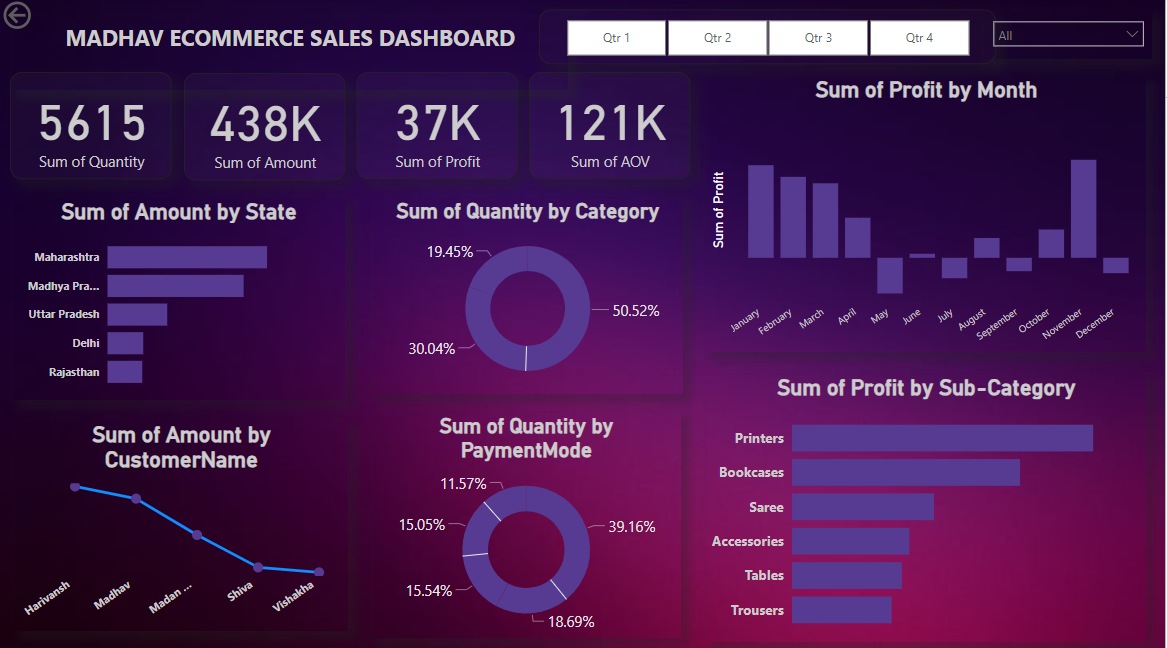 MADHAV ECOMMERCE SALES DASHBOARD
Qtr 1
Qtr 2
Qtr 3
Qtr 4
All
5615
Sum of Quantity
438K
Sum of Amount
37K
Sum of Profit
121K
Sum of AOV
Sum of Amount by State
Maharashtra
Madhya Pra...
Uttar Pradesh
Delhi
Rajasthan
Sum of Quantity by Category
19.45%
50.52%
30.04%
Sum of Profit by Month
Sum of Profit
January
February
March
April
May
June
July
August
September
October
November
December
Sum of Amount by
CustomerName
Harivansh
Madhav
Madan ...
Shiva
Vishakha
Sum of Quantity by
PaymentMode
11.57%
15.05%
39.16%
15.54%
18.69%
Sum of Profit by Sub-Category
Printers
Bookcases
Saree
Accessories
Tables
Trousers